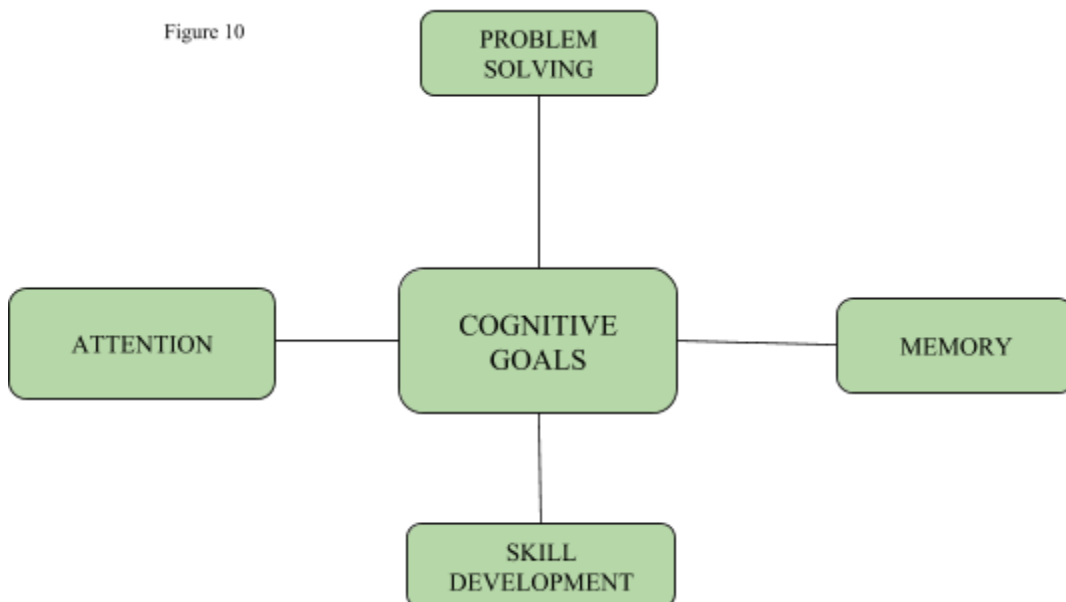 Figure 10
PROBLEM
SOLVING
ATTENTION
COGNITIVE
GOALS
MEMORY
SKILL
DEVELOPMENT